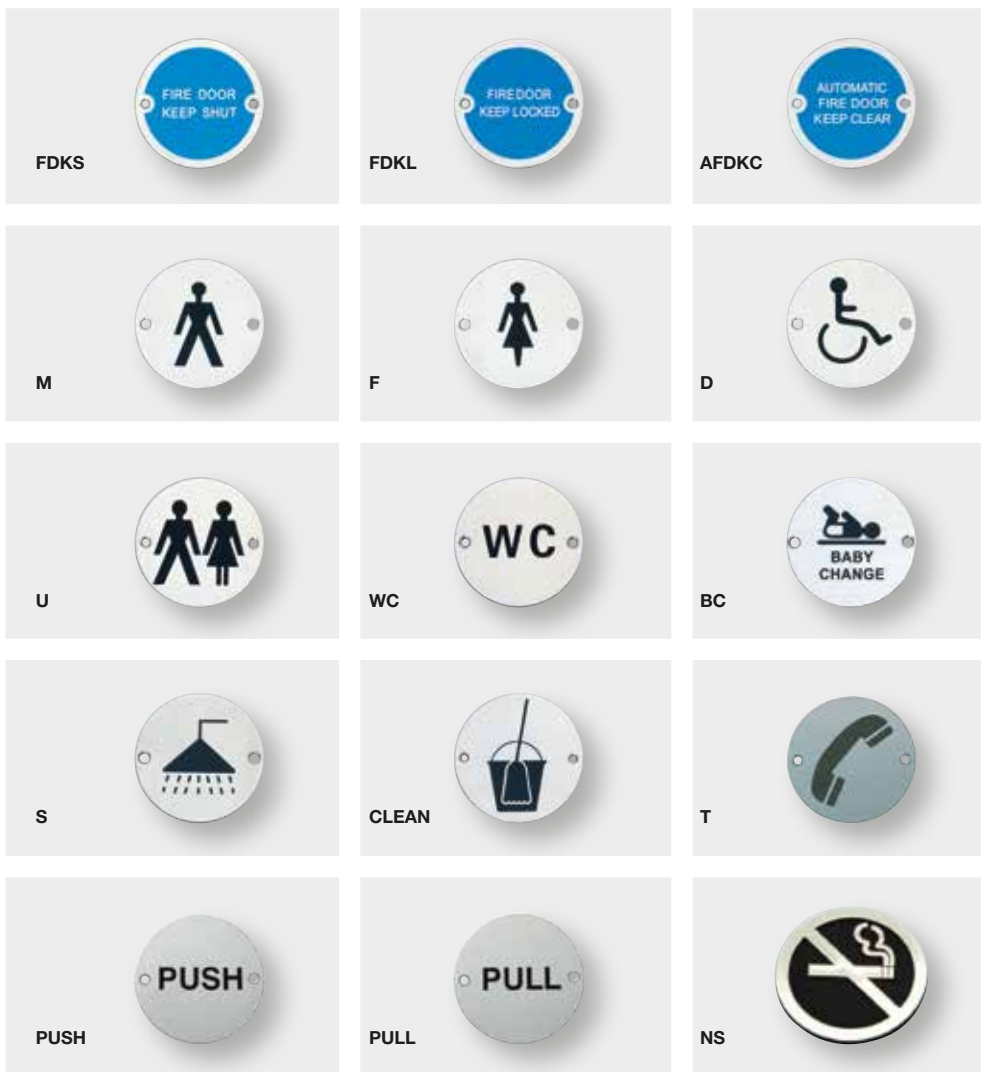 FIRE DOOR
KEEP SHUT
FDKS
FIRE DOOR
KEEP LOCKED
FDKL
AUTOMATIC
FIRE DOOR
KEEP CLEAR
AFDKC
M
F
D
U
WC
WC
BABY
CHANGE
BC
S
CLEAN
T
PUSH
PUSH
PULL
PULL
NS